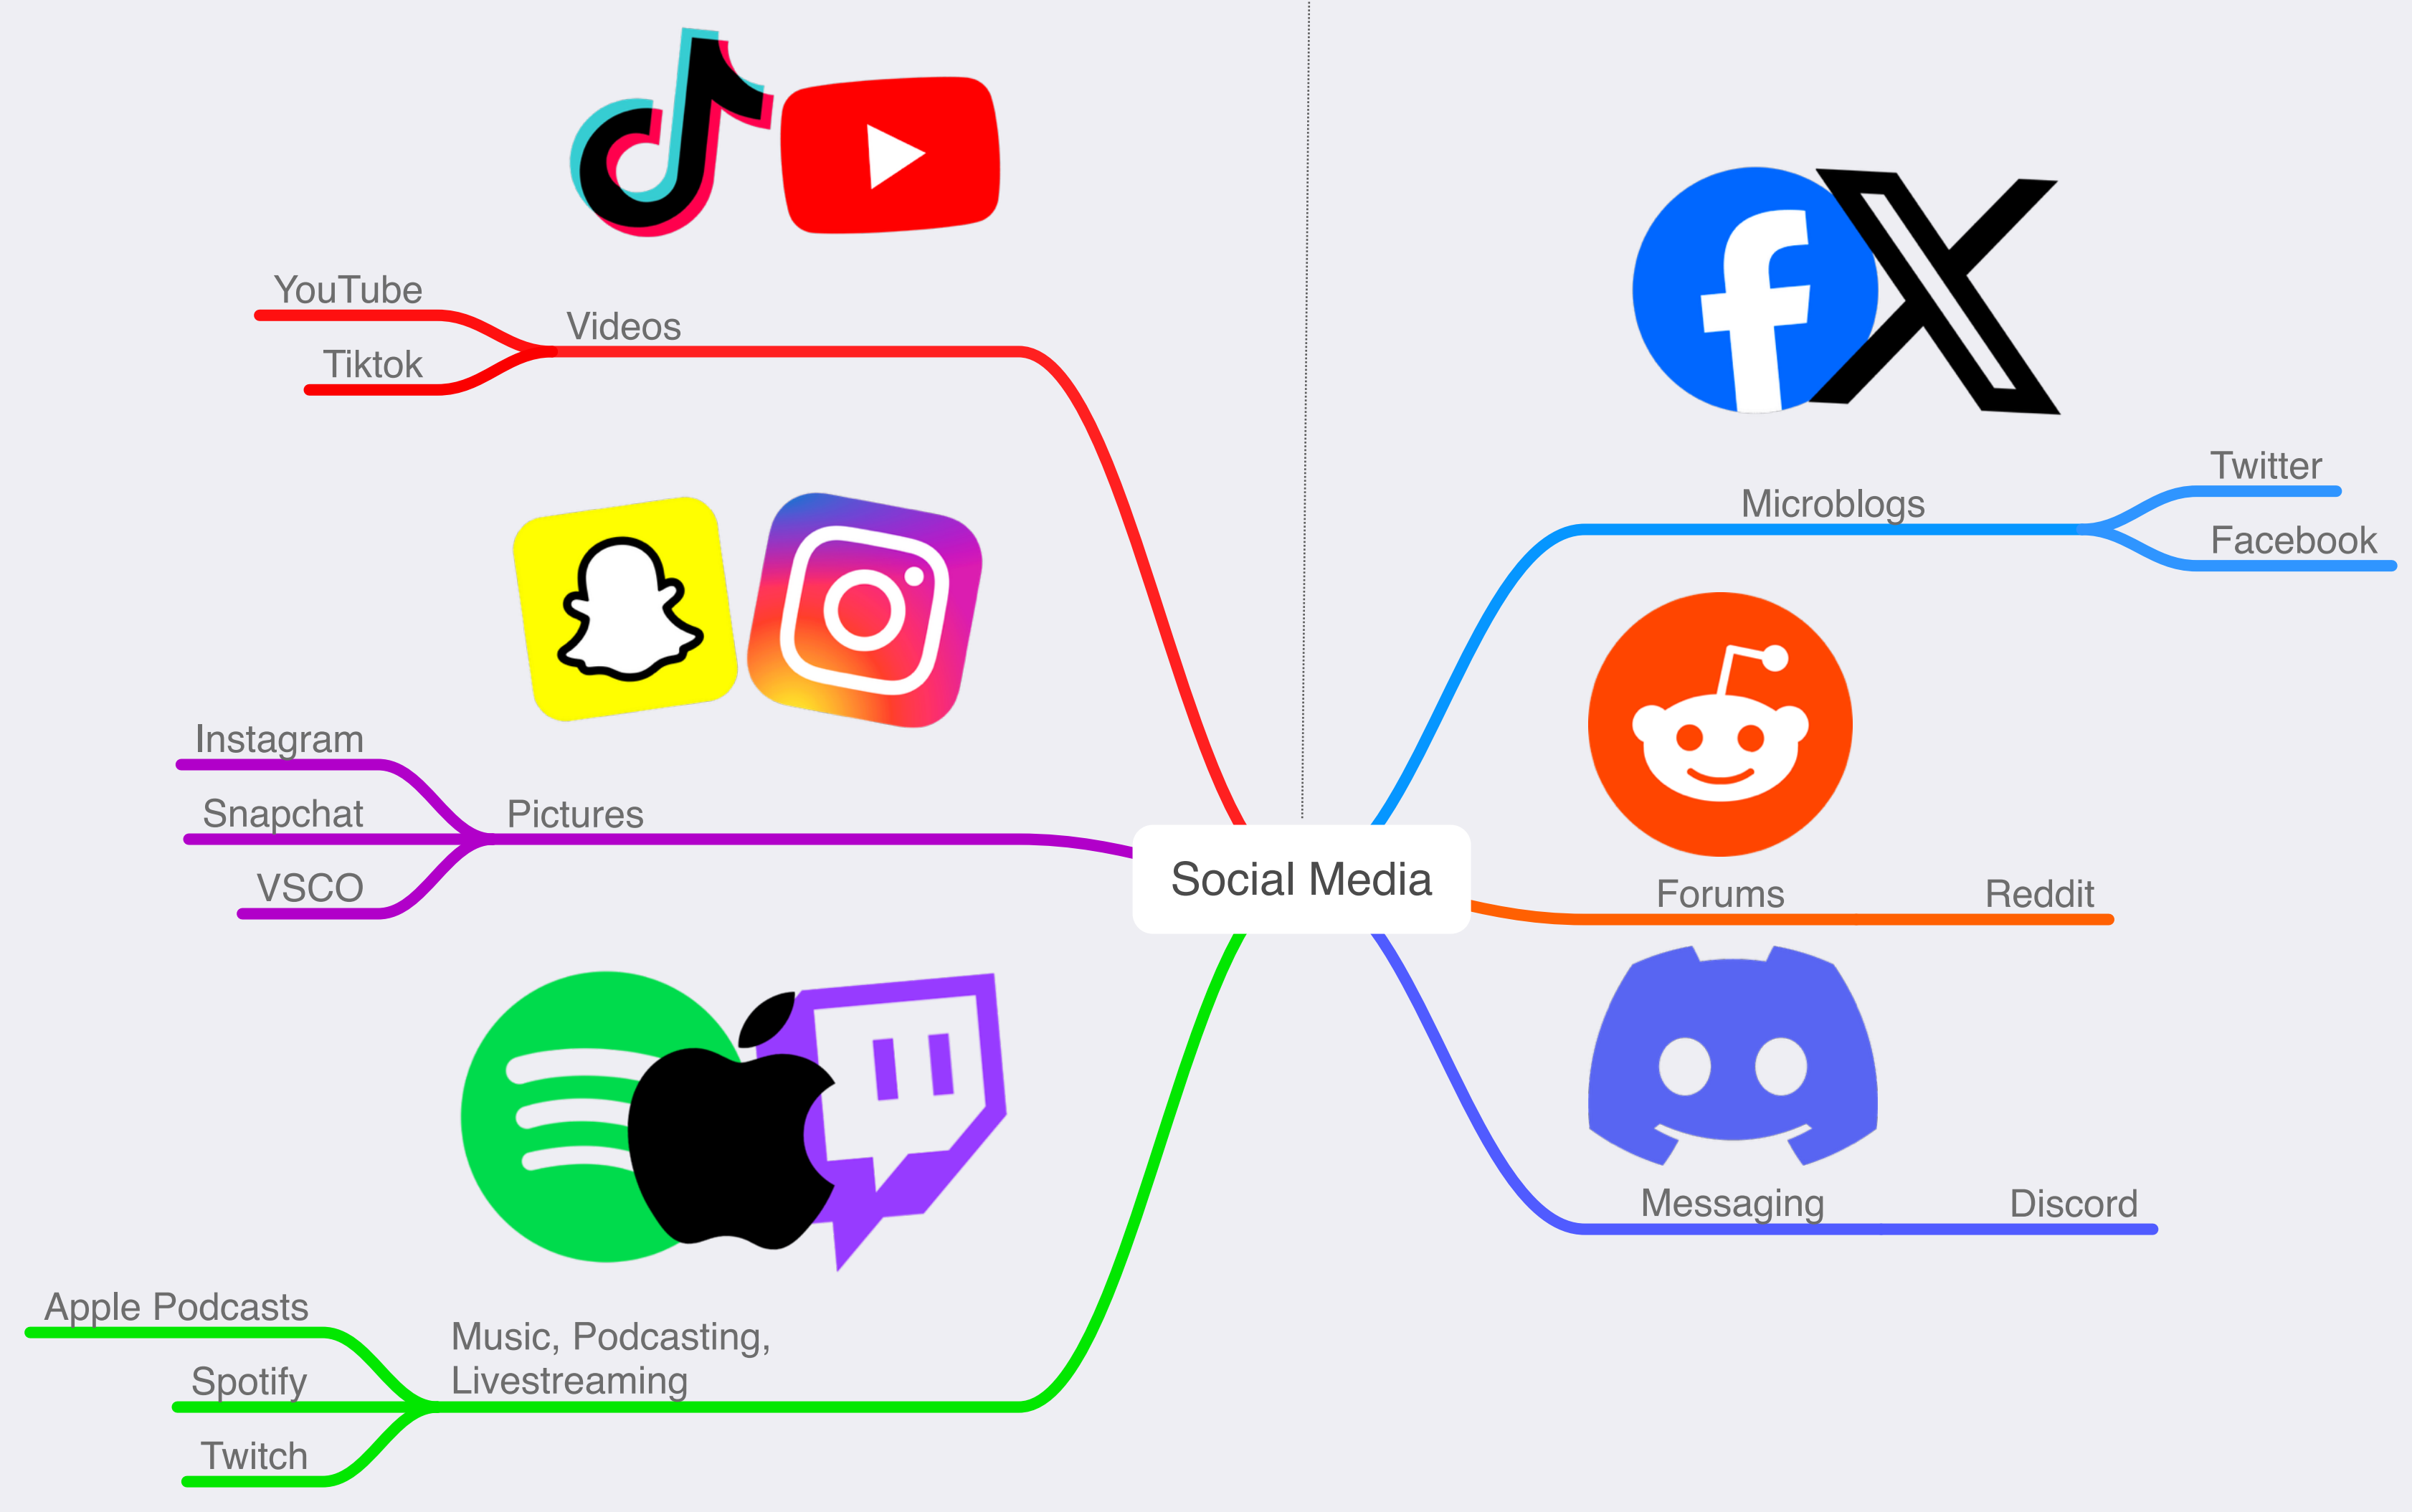 YouTube
Videos
Tiktok
Instagram
Snapchat
Pictures
VSCO
Apple Podcasts
Music, Podcasting,
Livestreaming
Spotify
Twitch
Social Media
Microblogs
Twitter
Facebook
Forums
Reddit
Messaging
Discord